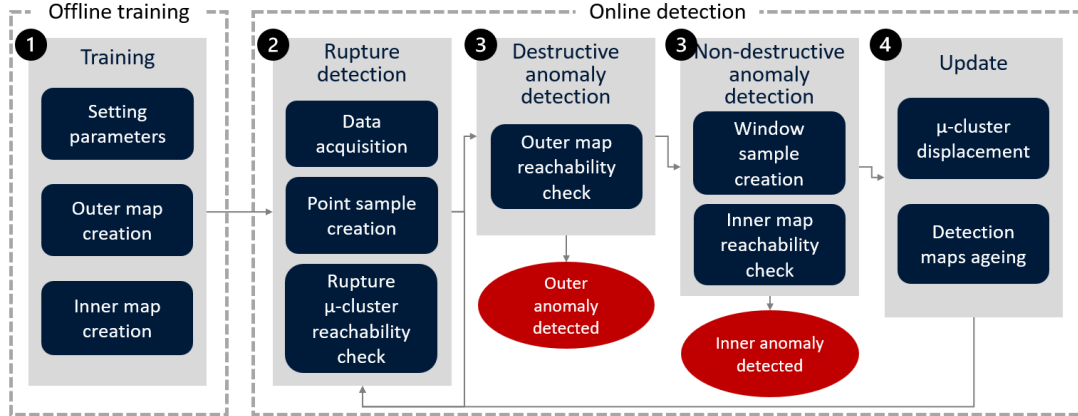 Offline training
Online detection
1
Training
Setting
parameters
Outer map
creation
Inner map
creation
2
Rupture
detection
Data
acquisition
Point sample
creation
Rupture
μ-cluster
reachability
check
3
Destructive
anomaly
detection
Outer map
reachability
check
Outer
anomaly
detected
3
Non-destructive
anomaly
detection
Window
sample
creation
Inner map
reachability
check
Inner anomaly
detected
4
Update
μ-cluster
displacement
Detection
maps ageing